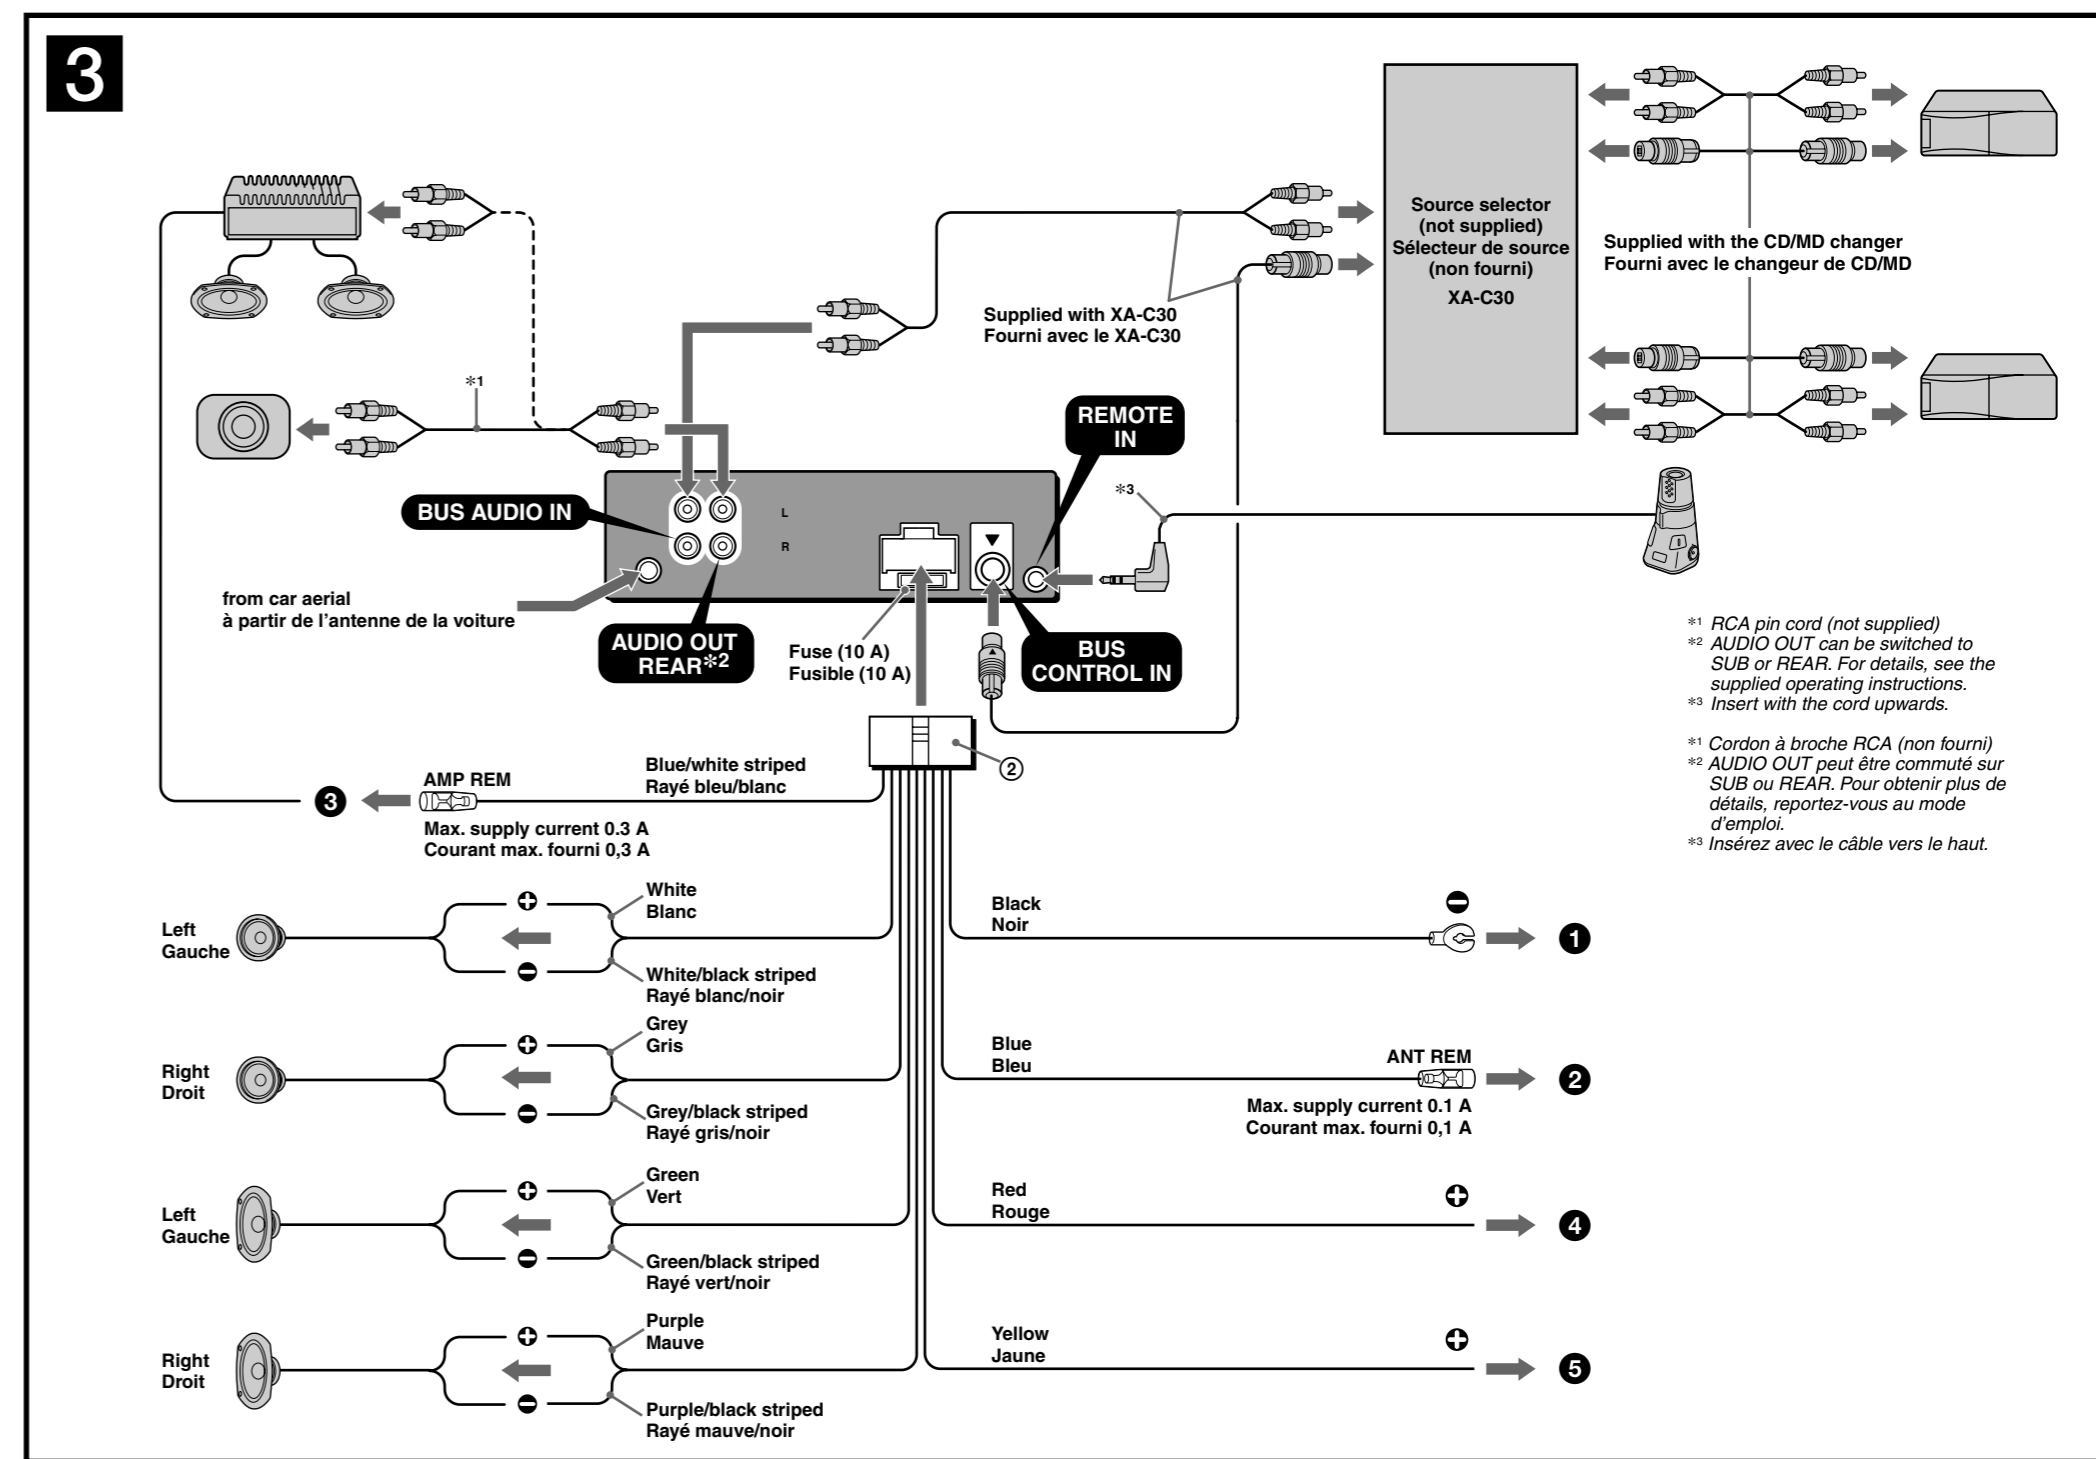 3
Source selector
(not supplied)
Sélecteur de source
(non fourni)
XA-C30
Supplied with the CD/MD changer
Fourni avec le changeur de CD/MD
Supplied with XA-C30
Fourni avec le XA-C30
*1
REMOTE
IN
*3
BUS AUDIO IN
L
R
from car aerial
à partir de l'antenne de la voiture
AUDIO OUT
REAR*2
Fuse (10 A)
Fusible (10 A)
BUS
CONTROL IN
*1 RCA pin cord (not supplied)
*2 AUDIO OUT can be switched to
SUB or REAR. For details, see the
supplied operating instructions.
*3 Insert with the cord upwards.
*1 Cordon à broche RCA (non fourni)
*2 AUDIO OUT peut être commuté sur
SUB ou REAR. Pour obtenir plus de
détails, reportez-vous au mode
d'emploi.
*3 Insérez avec le câble vers le haut.
②
Blue/white striped
Rayé bleu/blanc
AMP REM
❸
Max. supply current 0.3 A
Courant max. fourni 0,3 A
White
Blanc
Left
Gauche
White/black striped
Rayé blanc/noir
Black
Noir
❶
Grey
Gris
Right
Droit
Grey/black striped
Rayé gris/noir
Blue
Bleu
ANT REM
❷
Max. supply current 0.1 A
Courant max. fourni 0,1 A
Green
Vert
Left
Gauche
Green/black striped
Rayé vert/noir
Red
Rouge
❹
Purple
Mauve
Right
Droit
Purple/black striped
Rayé mauve/noir
Yellow
Jaune
❺